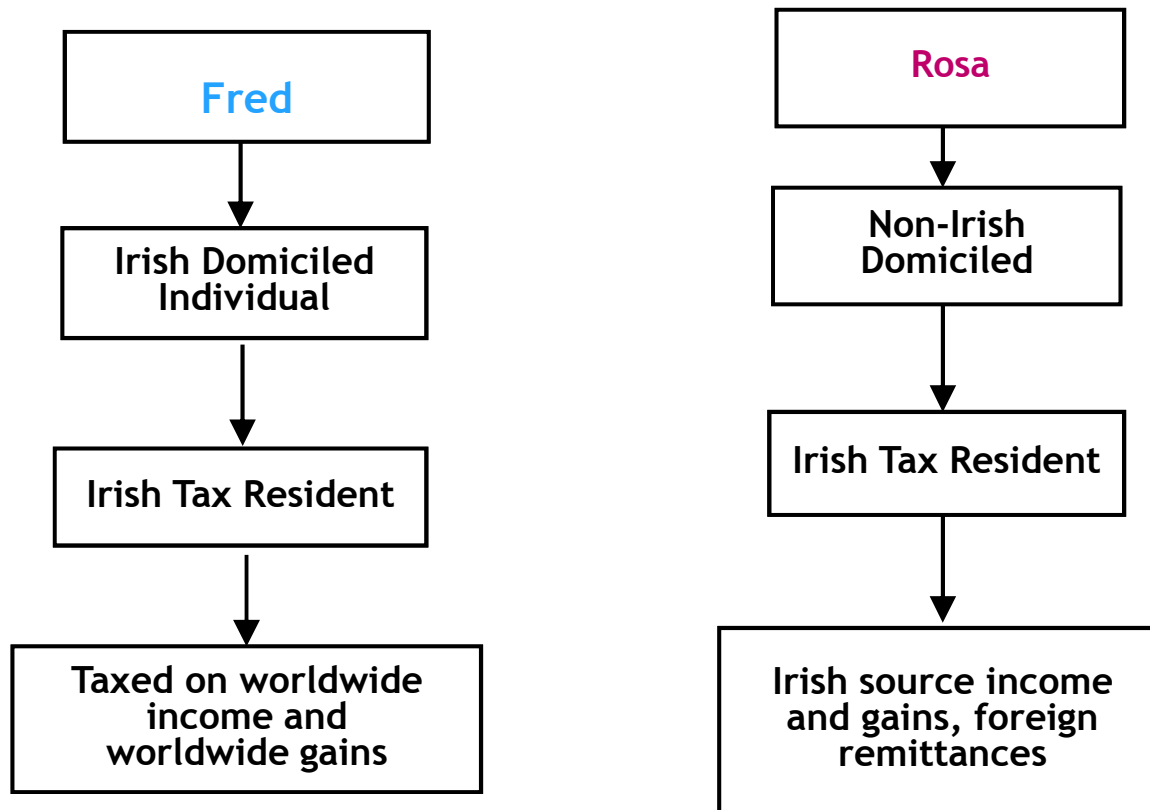 Fred
Irish Domiciled
Individual
Irish Tax Resident
Taxed on worldwide
income and
worldwide gains
Rosa
Non-Irish
Domiciled
Irish Tax Resident
Irish source income
and gains, foreign
remittances